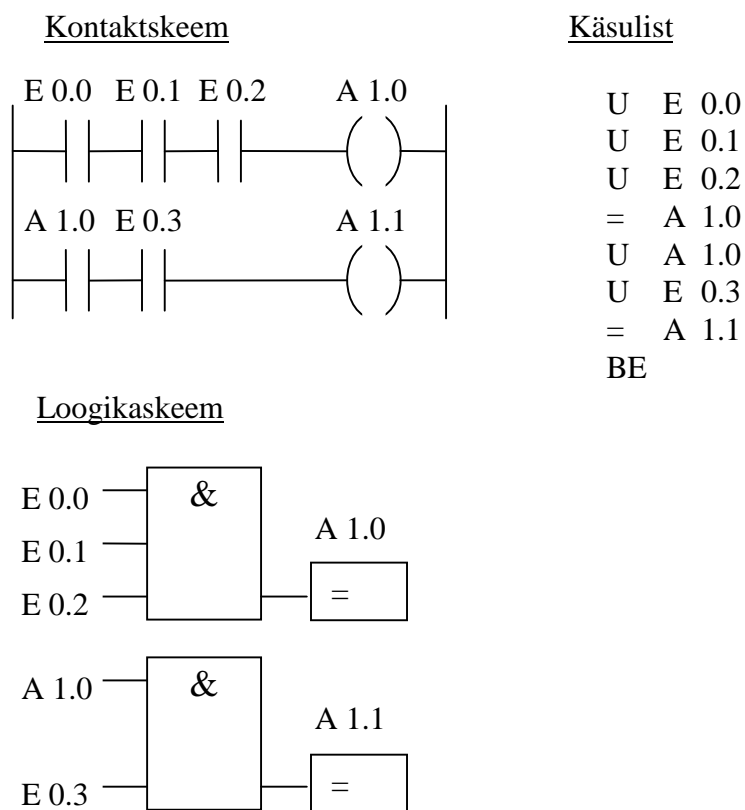 Kontaktskeem
E 0.0 E 0.1 E 0.2 A 1.0
A 1.0 E 0.3 A 1.1
Käsulist
U E 0.0
U E 0.1
U E 0.2
= A 1.0
U A 1.0
U E 0.3
= A 1.1
BE
Loogikaskeem
E 0.0 &
E 0.1 A 1.0
E 0.2 =
A 1.0 &
A 1.1
E 0.3 =